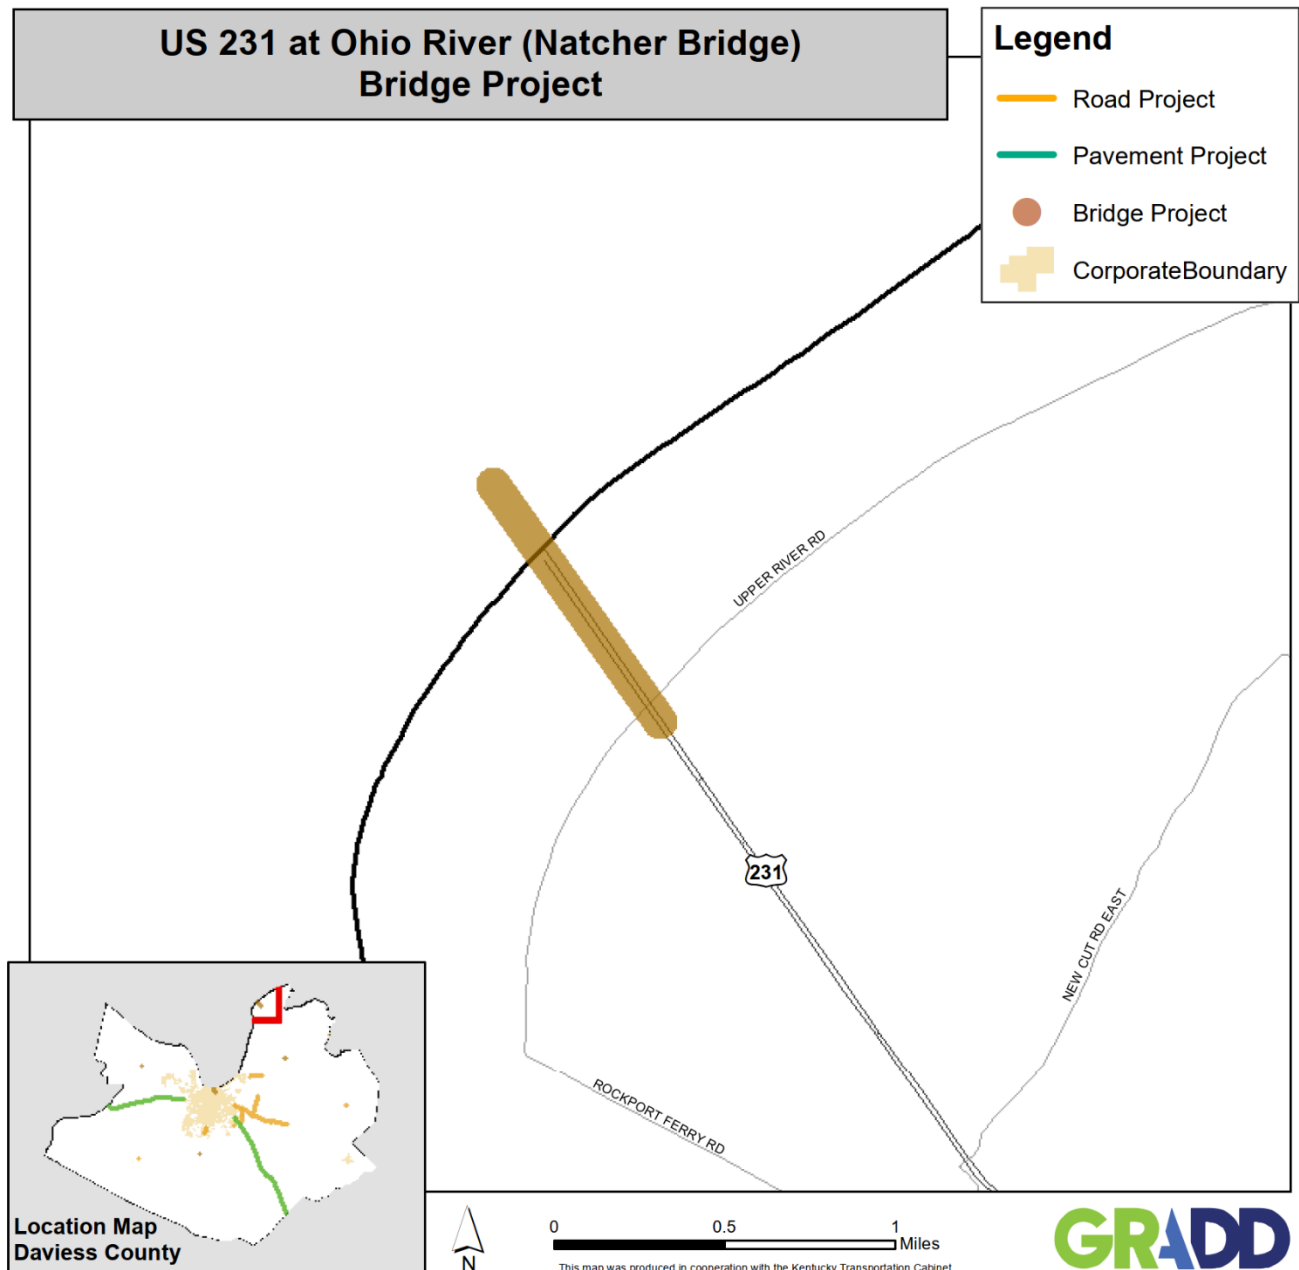 US 231 at Ohio River (Natcher Bridge)
Bridge Project
Legend
Road Project
Pavement Project
Bridge Project
CorporateBoundary
UPPER RIVER RD
231
NEW CUT RD EAST
ROCKPORT FERRY RD
Location Map
Daviess County
N
0 0.5 1
Miles
This map was produced in cooperation with the Kentucky Transportation Cabinet
GRADD